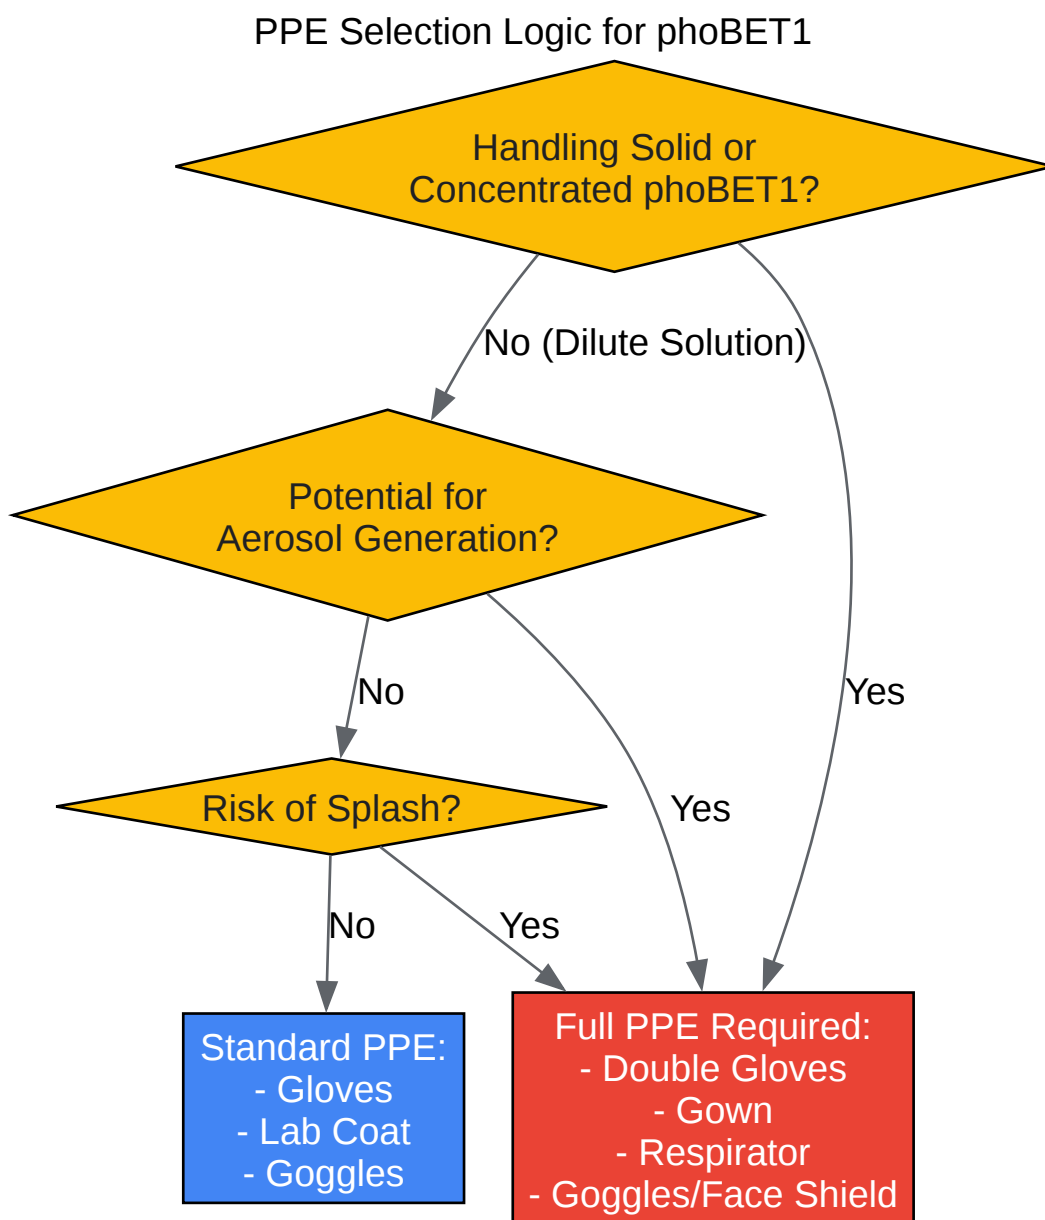 PPE Selection Logic for phoBET1
Handling Solid or
Concentrated phoBET1?
No (Dilute Solution)
Potential for
Aerosol Generation?
No
Yes
Risk of Splash?
Yes
No
Yes
Standard PPE:
- Gloves
- Lab Coat
- Goggles
Full PPE Required:
- Double Gloves
- Gown
- Respirator
- Goggles/Face Shield